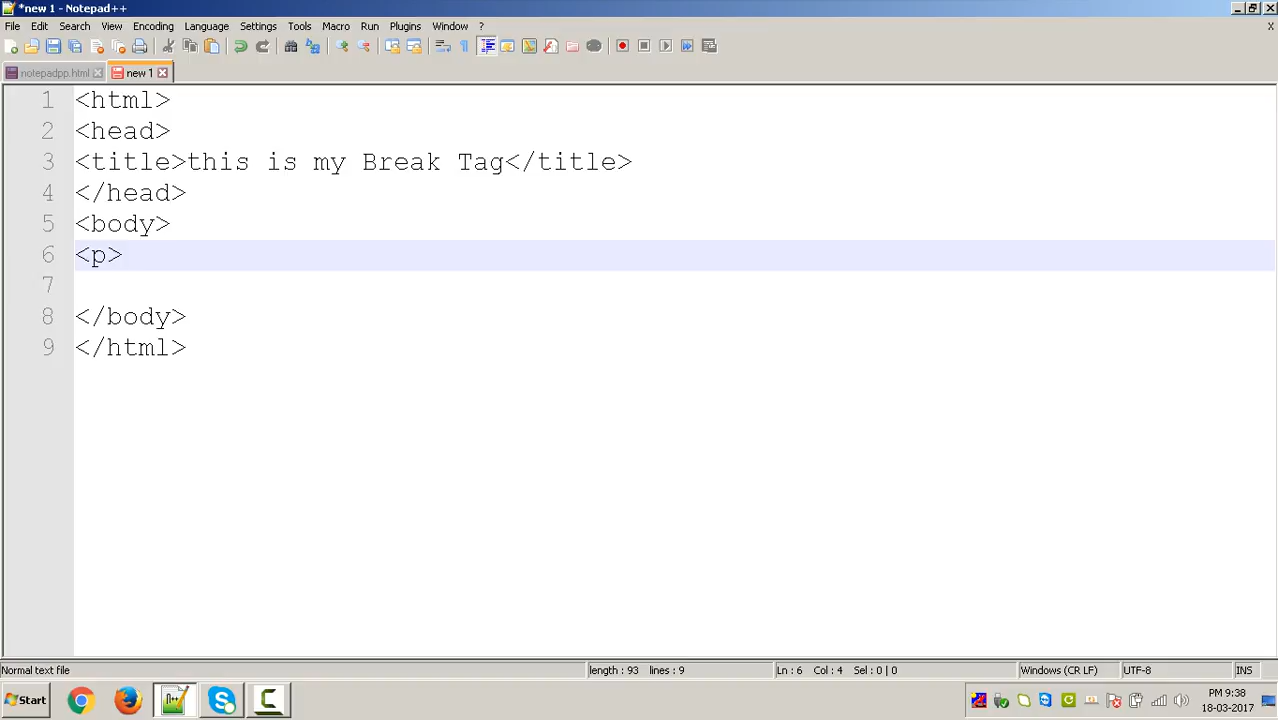 *new 1 - Notepad++
File Edit Search View Encoding Language Settings Tools Macro Run Plugins Window ?
X
notepadpp.html new 1
1 <html>
2 <head>
3 <title>this is my Break Tag</title>
4 </head>
5 <body>
6 <p>
7
8 </body>
9 </html>
Normal text file length : 93 lines : 9 Ln : 6 Col : 4 Sel : 0 | 0 Windows (CR LF) UTF-8 INS
Start PM 9:38
18-03-2017